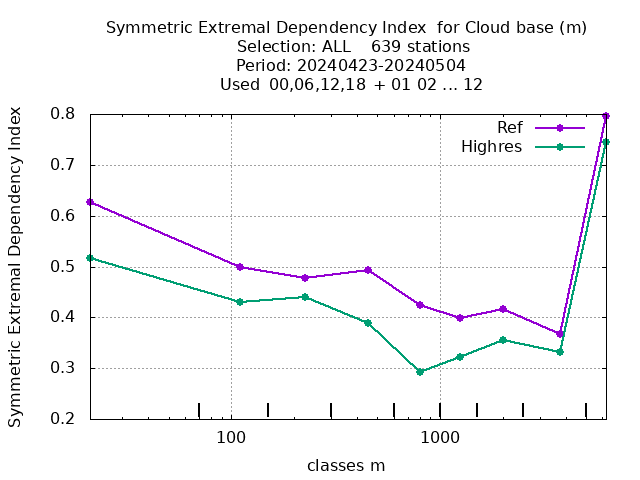 Symmetric Extremal Dependency Index  for Cloud base (m)
Selection: ALL    639 stations
Period: 20240423-20240504
Used  00,06,12,18  + 01 02 ... 12
Ref
Highres
Symmetric Extremal Dependency Index
0.8
0.7
0.6
0.5
0.4
0.3
0.2
100
1000
classes m